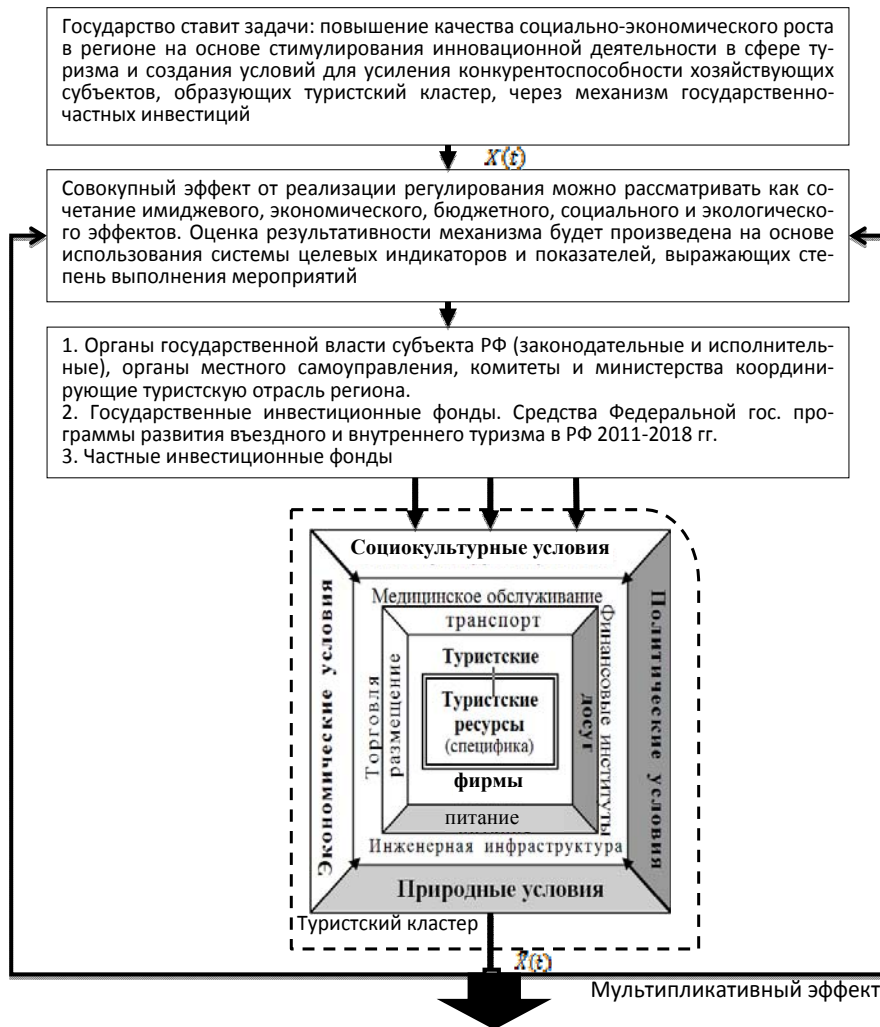 Государство ставит задачи: повышение качества социально-экономического роста
в регионе на основе стимулирования инновационной деятельности в сфере ту-
ризма и создания условий для усиления конкурентоспособности хозяйствующих
субъектов, образующих туристский кластер, через механизм государственно-
частных инвестиций
X(t)
Совокупный эффект от реализации регулирования можно рассматривать как со-
четание имиджевого, экономического, бюджетного, социального и экологическо-
го эффектов. Оценка результативности механизма будет произведена на основе
использования системы целевых индикаторов и показателей, выражающих сте-
пень выполнения мероприятий
1. Органы государственной власти субъекта РФ (законодательные и исполнитель-
ные), органы местного самоуправления, комитеты и министерства координи-
рующие туристскую отрасль региона.
2. Государственные инвестиционные фонды. Средства Федеральной гос. про-
граммы развития въездного и внутреннего туризма в РФ 2011-2018 гг.
3. Частные инвестиционные фонды
Социокультурные условия
Экономические условия
Политические условия
Медицинское обслуживание
Торговля
Финансовые институты
транспорт
размещение
досуг
Туристские
Туристские
ресурсы
(специфика)
фирмы
питание
Инженерная инфраструктура
Природные условия
Туристский кластер
X(t)
Мультипликативный эффект